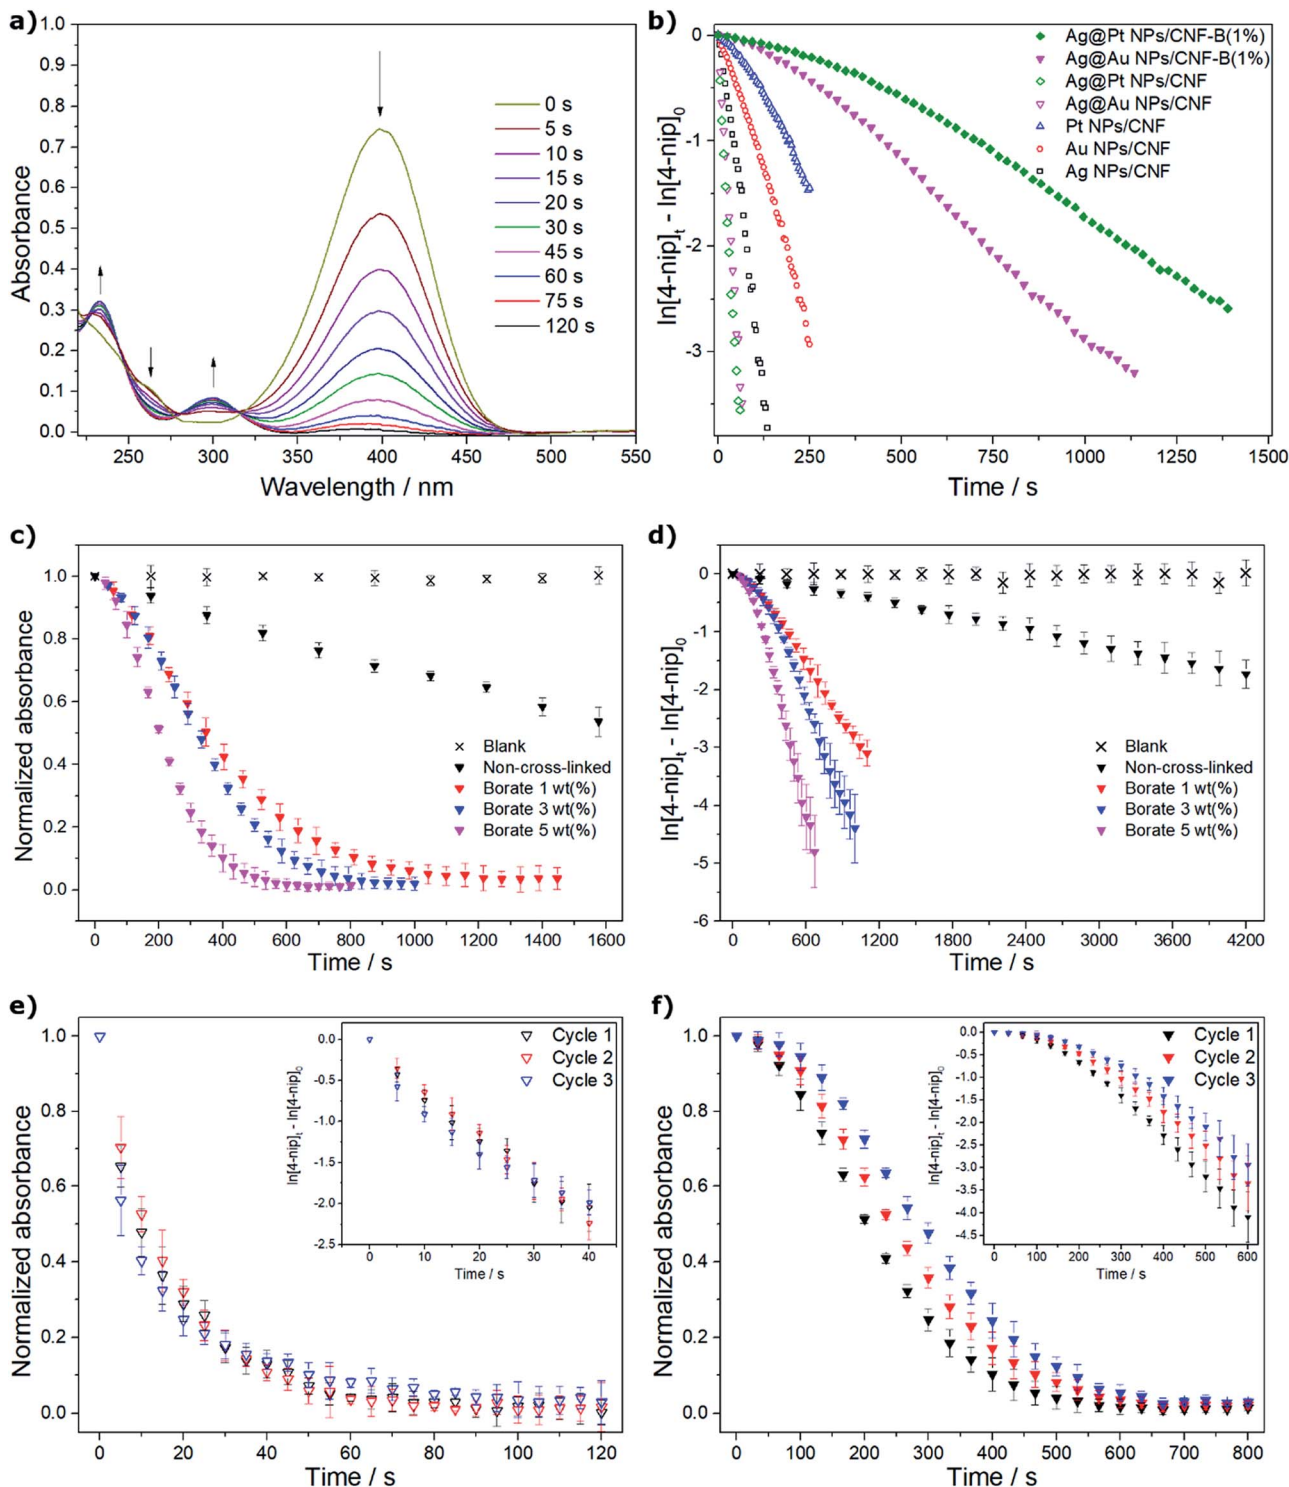 a)
1.0
0.9
0.8
0.7
0.6
0.5
0.4
0.3
0.2
0.1
0.0
Absorbance
0 s
5 s
10 s
15 s
20 s
30 s
45 s
60 s
75 s
120 s
250 300 350 400 450 500 550
Wavelength / nm
b)
0
-1
-2
-3
ln[4-nip]t - ln[4-nip]0
Ag@Pt NPs/CNF-B(1%)
Ag@Au NPs/CNF-B(1%)
Ag@Pt NPs/CNF
Ag@Au NPs/CNF
Pt NPs/CNF
Au NPs/CNF
Ag NPs/CNF
0 250 500 750 1000 1250 1500
Time / s
c)
1.0
0.8
0.6
0.4
0.2
0.0
Normalized absorbance
Blank
Non-cross-linked
Borate 1 wt(%)
Borate 3 wt(%)
Borate 5 wt(%)
0 200 400 600 800 1000 1200 1400 1600
Time / s
d)
0
-1
-2
-3
-4
-5
-6
ln[4-nip]t - ln[4-nip]0
Blank
Non-cross-linked
Borate 1 wt(%)
Borate 3 wt(%)
Borate 5 wt(%)
0 600 1200 1800 2400 3000 3600 4200
Time / s
e)
1.0
0.8
0.6
0.4
0.2
0.0
Normalized absorbance
0.0
-0.5
-1.0
-1.5
-2.0
-2.5
ln[4-nip]t - ln[4-nip]0
Cycle 1
Cycle 2
Cycle 3
0 10 20 30 40
Time / s
0 20 40 60 80 100 120
Time / s
f)
1.0
0.8
0.6
0.4
0.2
0.0
Normalized absorbance
0.0
-0.5
-1.0
-1.5
-2.0
-2.5
-3.0
-3.5
-4.0
-4.5
ln[4-nip]t - ln[4-nip]0
Cycle 1
Cycle 2
Cycle 3
0 100 200 300 400 500 600
Time / s
0 100 200 300 400 500 600 700 800
Time / s